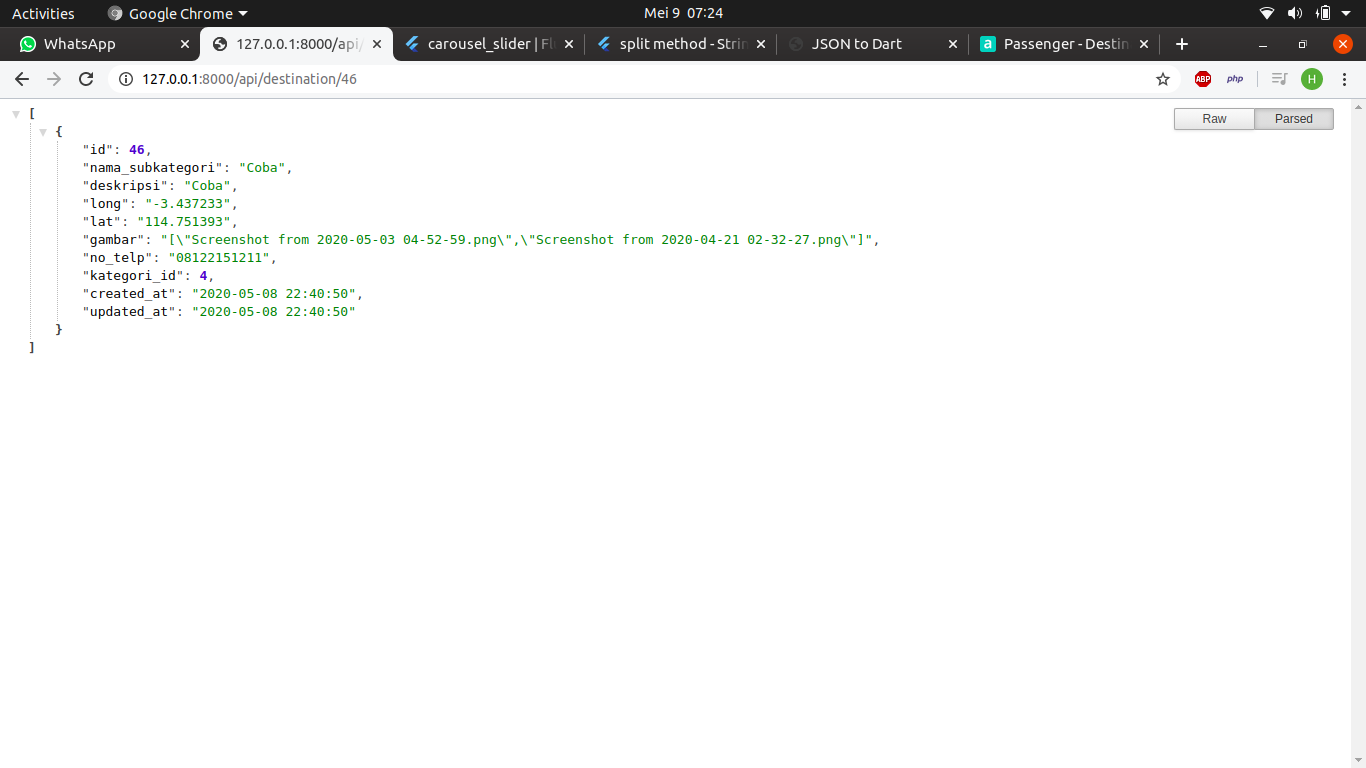 Activities Google Chrome Mei 9 07:24
WhatsApp 127.0.0.1:8000/api/ carousel_slider | Fl split method - Strin JSON to Dart Passenger - Destin
127.0.0.1:8000/api/destination/46 ABP php H
Raw Parsed
[
{
"id": 46,
"nama_subkategori": "Coba",
"deskripsi": "Coba",
"long": "-3.437233",
"lat": "114.751393",
"gambar": "[\"Screenshot from 2020-05-03 04-52-59.png\",\"Screenshot from 2020-04-21 02-32-27.png\"]",
"no_telp": "08122151211",
"kategori_id": 4,
"created_at": "2020-05-08 22:40:50",
"updated_at": "2020-05-08 22:40:50"
}
]